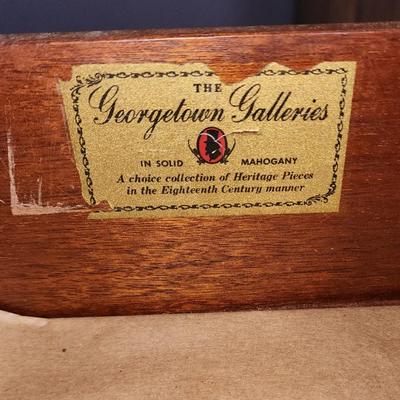 THE
Georgetown Galleries
IN SOLID MAHOGANY
A choice collection of Heritage Pieces
in the Eighteenth Century manner